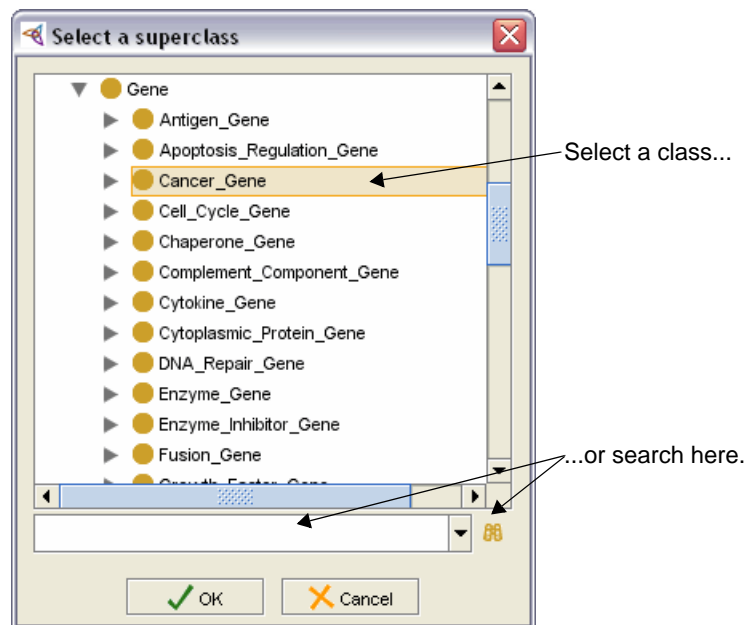 Select a superclass
Gene
Antigen_Gene
Apoptosis_Regulation_Gene
Select a class...
Cancer_Gene
Cell_Cycle_Gene
Chaperone_Gene
Complement_Component_Gene
Cytokine_Gene
Cytoplasmic_Protein_Gene
DNA_Repair_Gene
Enzyme_Gene
Enzyme_Inhibitor_Gene
Fusion_Gene
...or search here.
Growth_Factor_Gene
OK
Cancel